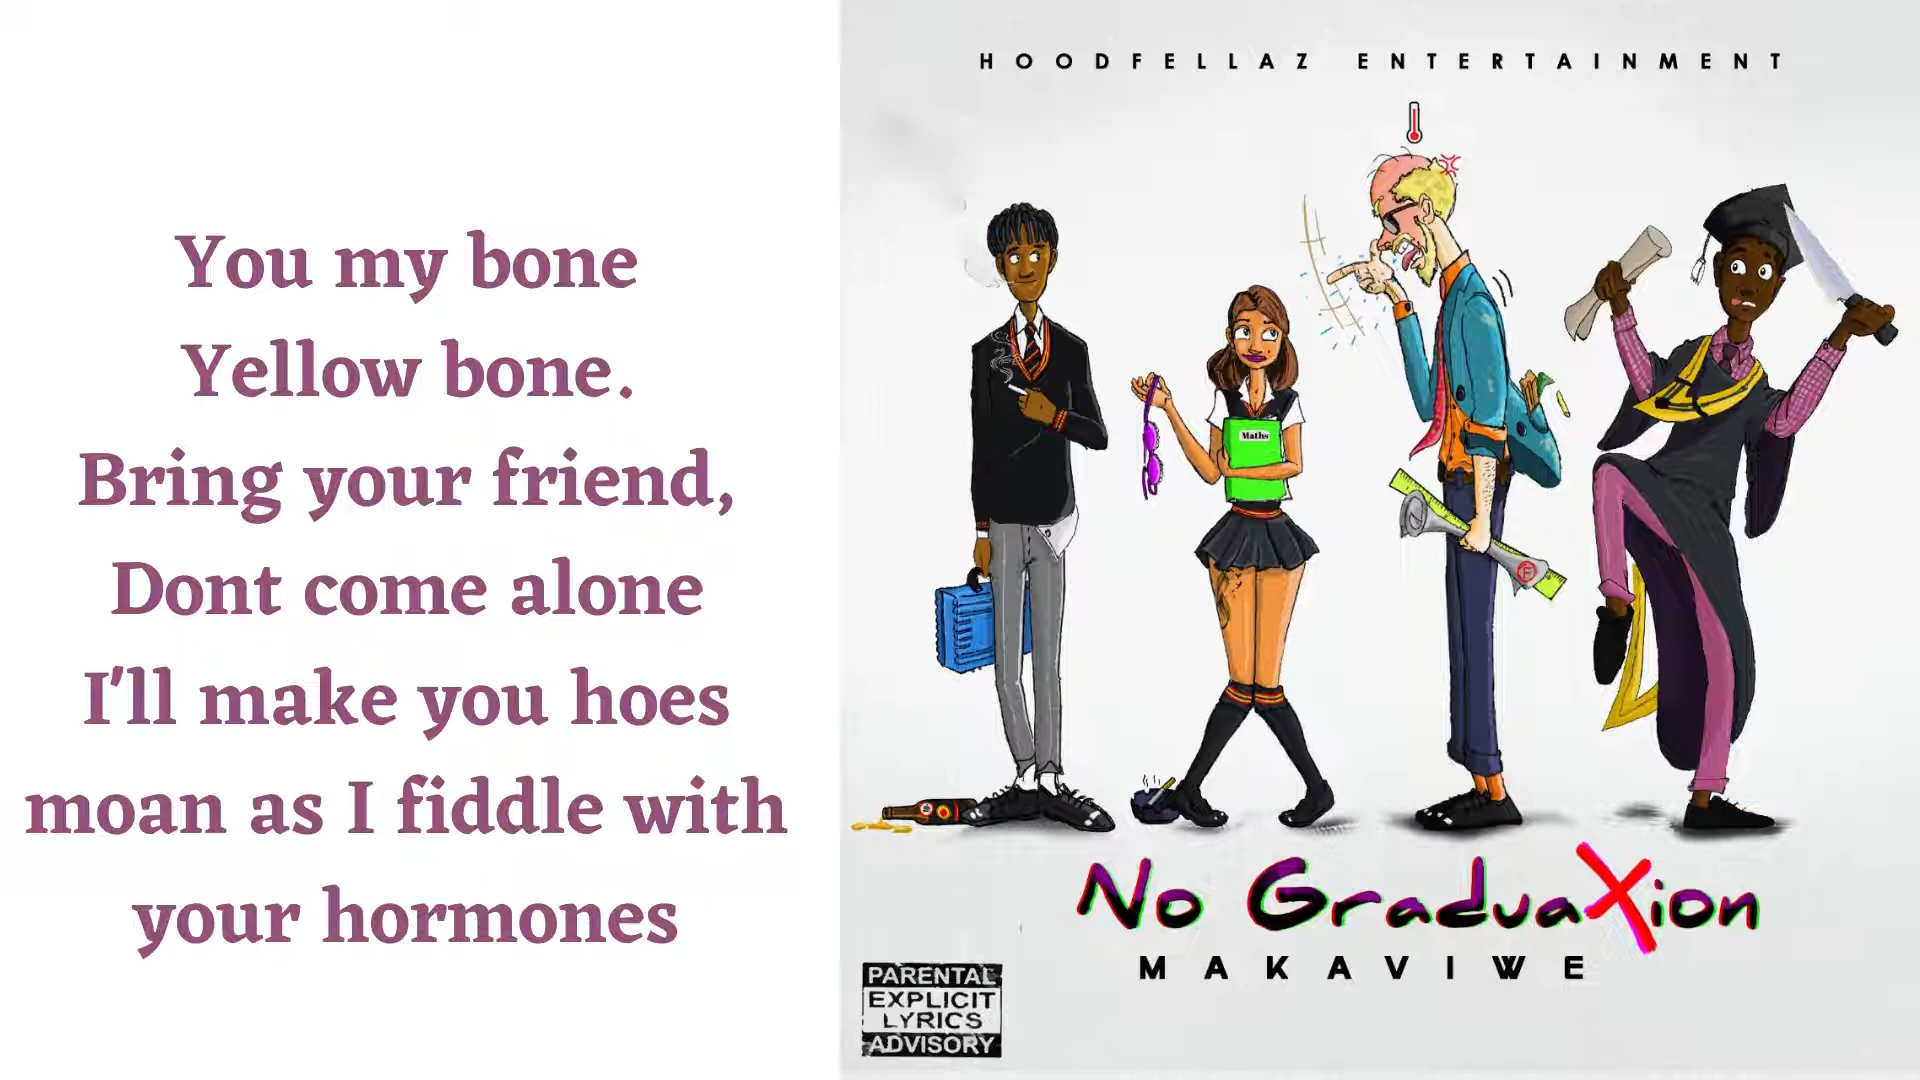 You my bone
Yellow bone.
Bring your friend,
Dont come alone
I'll make you hoes
moan as I fiddle with
your hormones
HOODFELLAZ ENTERTAINMENT
Maths
F
No GraduaXion
MAKAVIWE
PARENTAL
EXPLICIT
LYRICS
ADVISORY